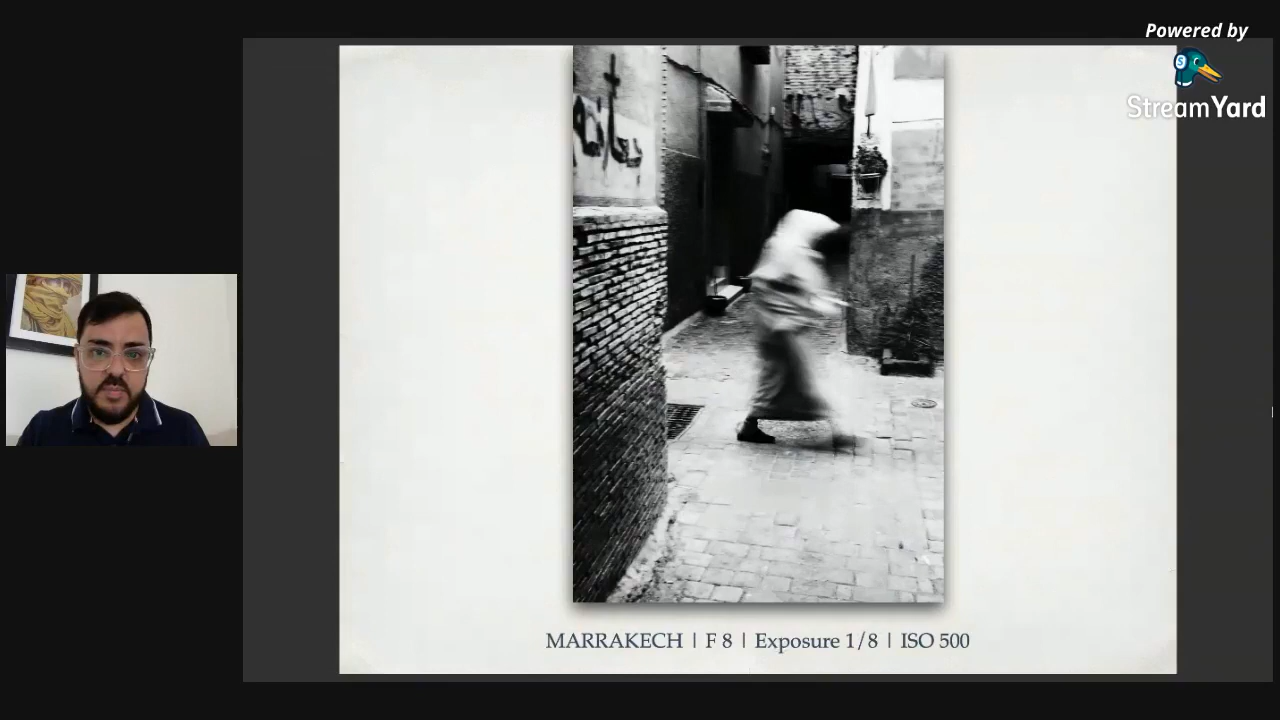 Powered by
StreamYard
MARRAKECH | F 8 | Exposure 1/8 | ISO 500